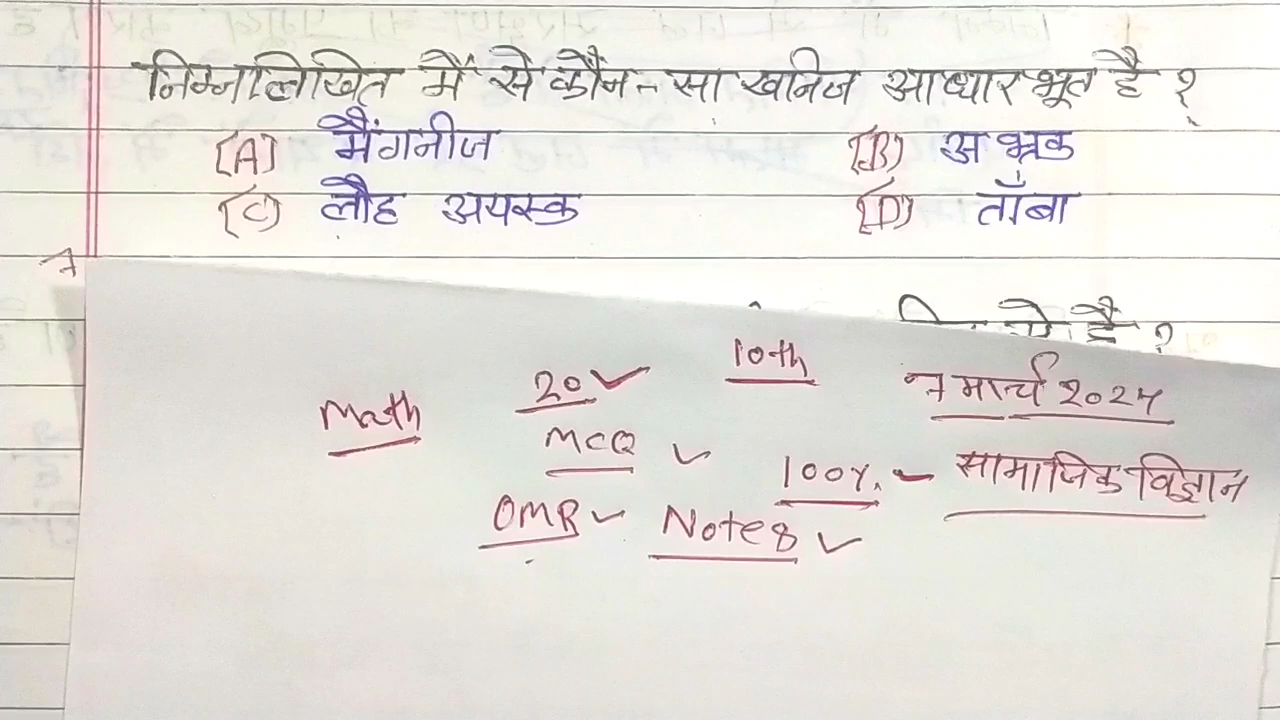 निम्नलिखित में से कौन-सा खनिज आधारभूत है ?
(A) मैंगनीज (B) अभ्रक
(C) लौह अयस्क (D) ताँबा
है ?
10th
Math 20 ✓ 7 मार्च 2024
MCQ ✓ 100%. – सामाजिक विज्ञान
OMR ✓ Notes ✓